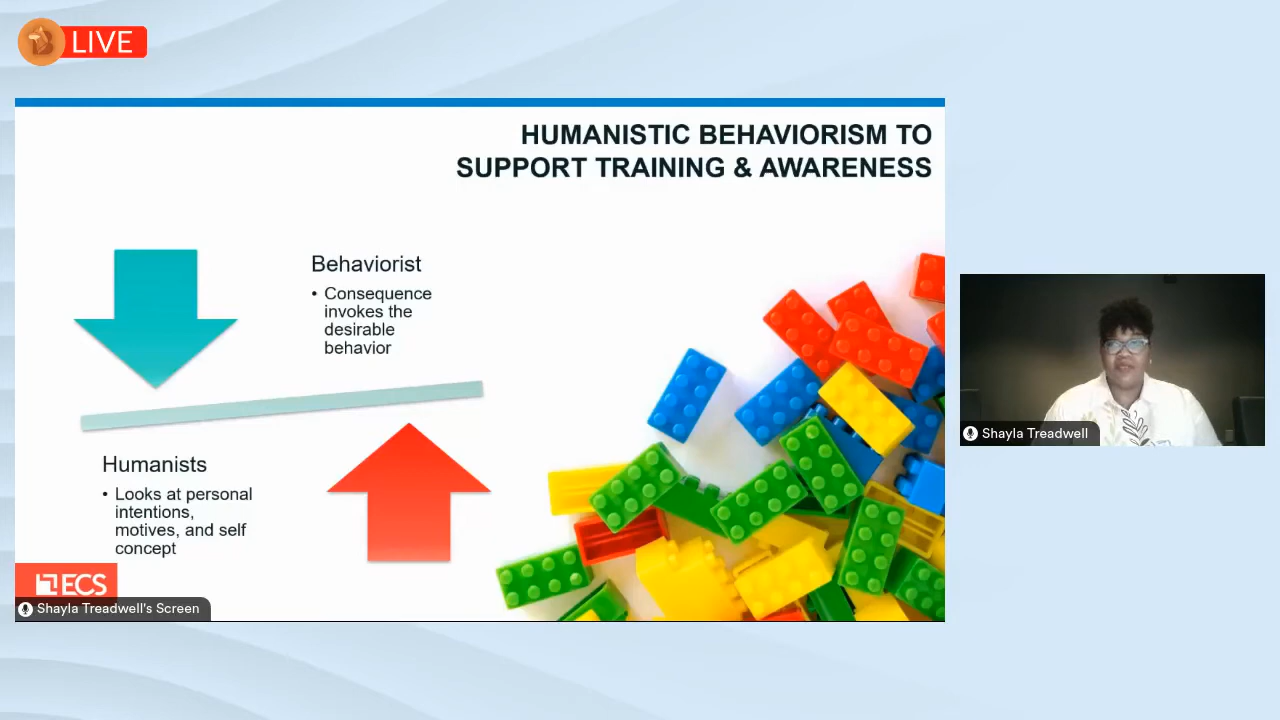 LIVE
HUMANISTIC BEHAVIORISM TO
SUPPORT TRAINING & AWARENESS
Behaviorist
• Consequence
invokes the
desirable
behavior
Humanists
• Looks at personal
intentions,
motives, and self
concept
ECS
Shayla Treadwell's Screen
Shayla Treadwell